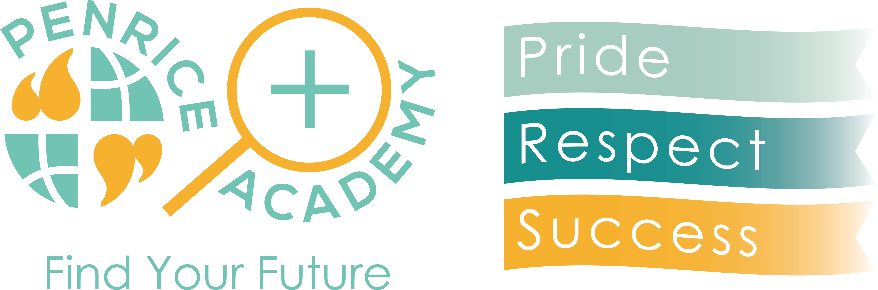 PENRICE
ACADEMY
Find Your Future
Pride
Respect
Success